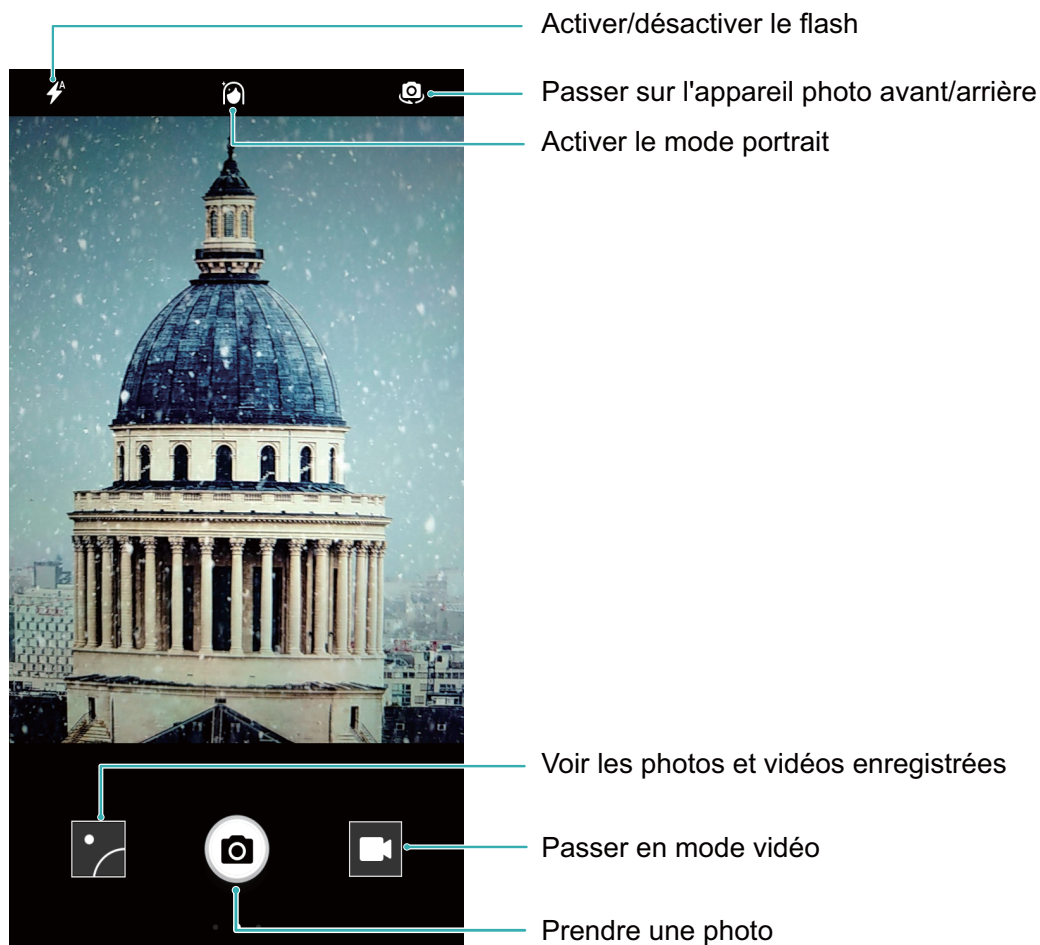 Activer/désactiver le flash
A
Passer sur l'appareil photo avant/arrière
Activer le mode portrait
Voir les photos et vidéos enregistrées
Passer en mode vidéo
Prendre une photo